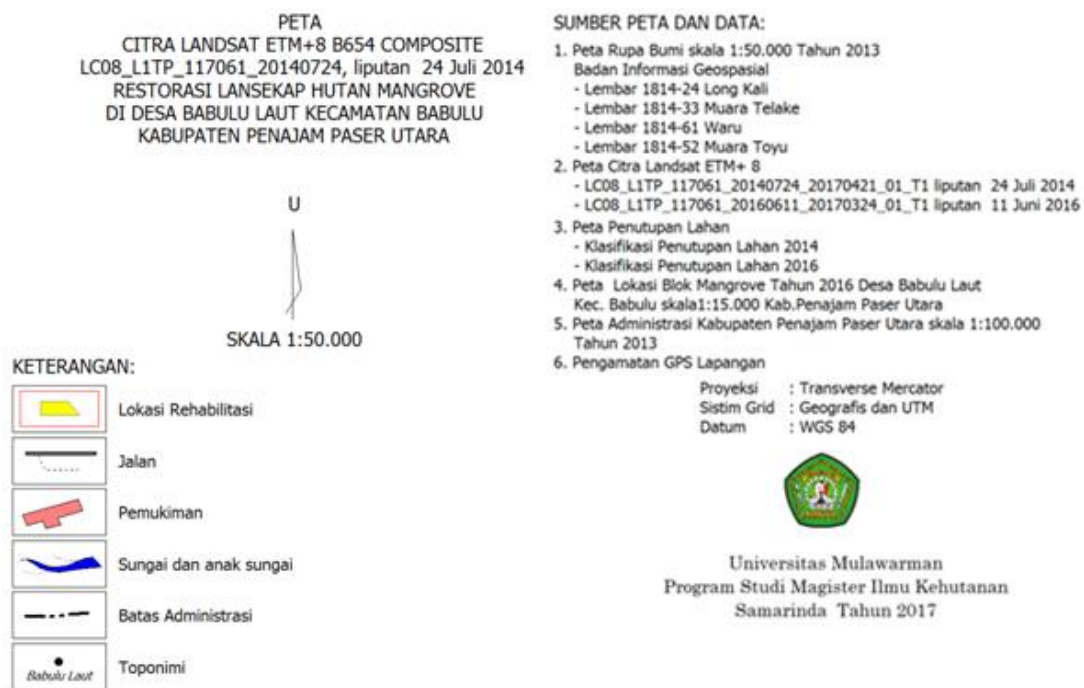 PETA
CITRA LANDSAT ETM+8 B654 COMPOSITE
LC08_L1TP_117061_20140724, liputan 24 Juli 2014
RESTORASI LANSEKAP HUTAN MANGROVE
DI DESA BABULU LAUT KECAMATAN BABULU
KABUPATEN PENAJAM PASER UTARA
U
SKALA 1:50.000
KETERANGAN:
Lokasi Rehabilitasi
Jalan
Pemukiman
Sungai dan anak sungai
Batas Administrasi
Babulu Laut
Toponimi
SUMBER PETA DAN DATA:
1. Peta Rupa Bumi skala 1:50.000 Tahun 2013
Badan Informasi Geospasial
- Lembar 1814-24 Long Kali
- Lembar 1814-33 Muara Telake
- Lembar 1814-61 Waru
- Lembar 1814-52 Muara Toyu
2. Peta Citra Landsat ETM+ 8
- LC08_L1TP_117061_20140724_20170421_01_T1 liputan 24 Juli 2014
- LC08_L1TP_117061_20160611_20170324_01_T1 liputan 11 Juni 2016
3. Peta Penutupan Lahan
- Klasifikasi Penutupan Lahan 2014
- Klasifikasi Penutupan Lahan 2016
4. Peta Lokasi Blok Mangrove Tahun 2016 Desa Babulu Laut
Kec. Babulu skala1:15.000 Kab.Penajam Paser Utara
5. Peta Administrasi Kabupaten Penajam Paser Utara skala 1:100.000
Tahun 2013
6. Pengamatan GPS Lapangan
Proyeksi : Transverse Mercator
Sistim Grid : Geografis dan UTM
Datum : WGS 84
Universitas Mulawarman
Program Studi Magister Ilmu Kehutanan
Samarinda Tahun 2017